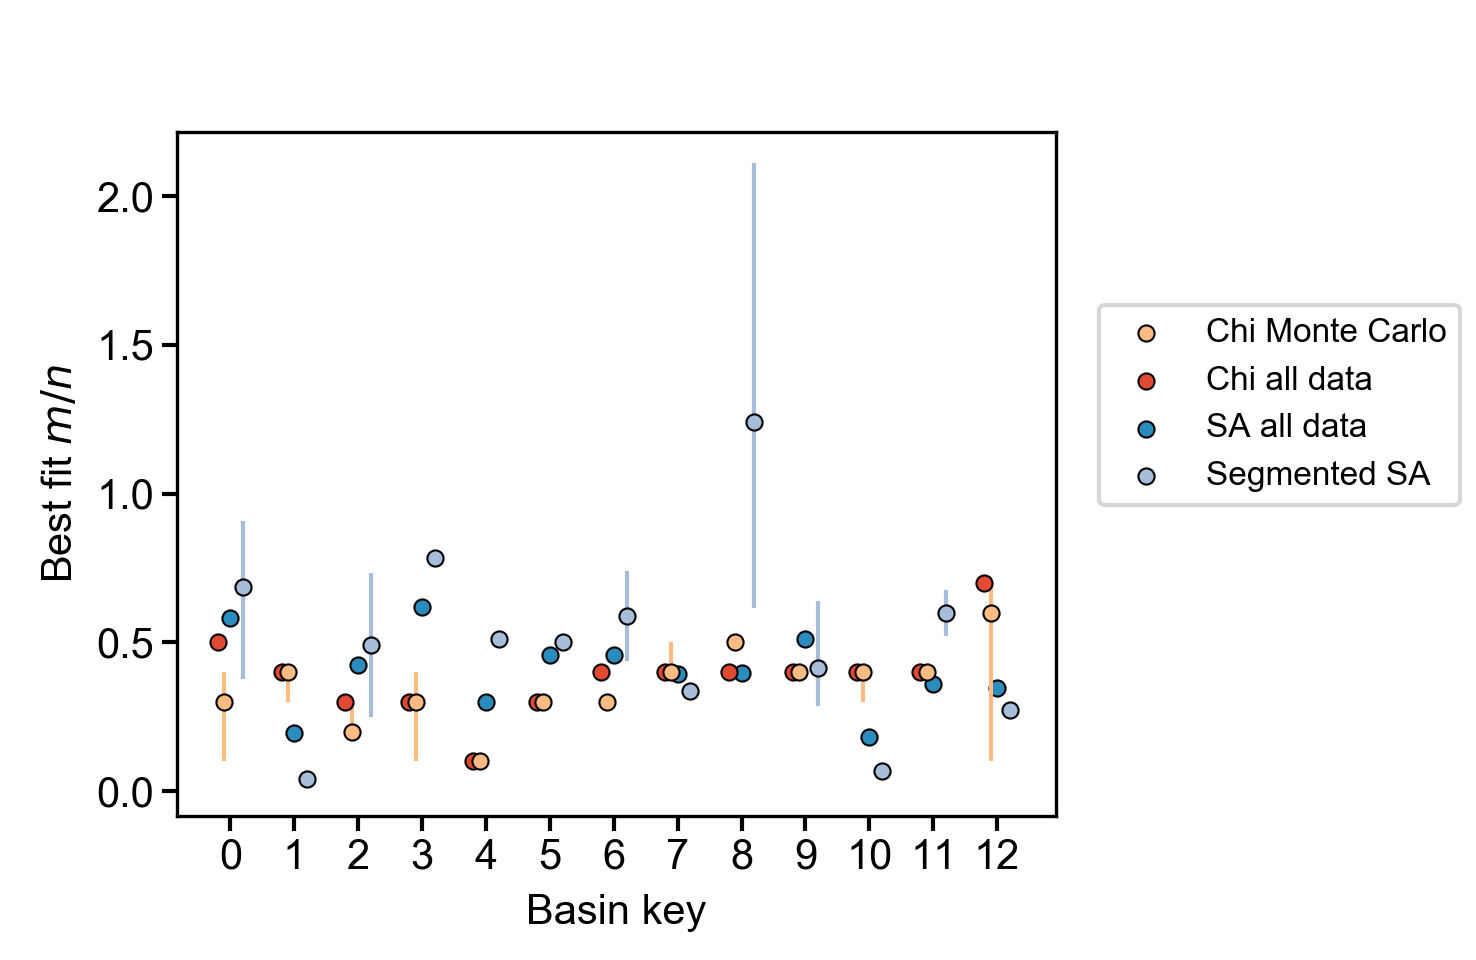 2.0
1.5
1.0
0.5
0.0
Best fit m/n
0 1 2 3 4 5 6 7 8 9 10 11 12
Basin key
Chi Monte Carlo
Chi all data
SA all data
Segmented SA